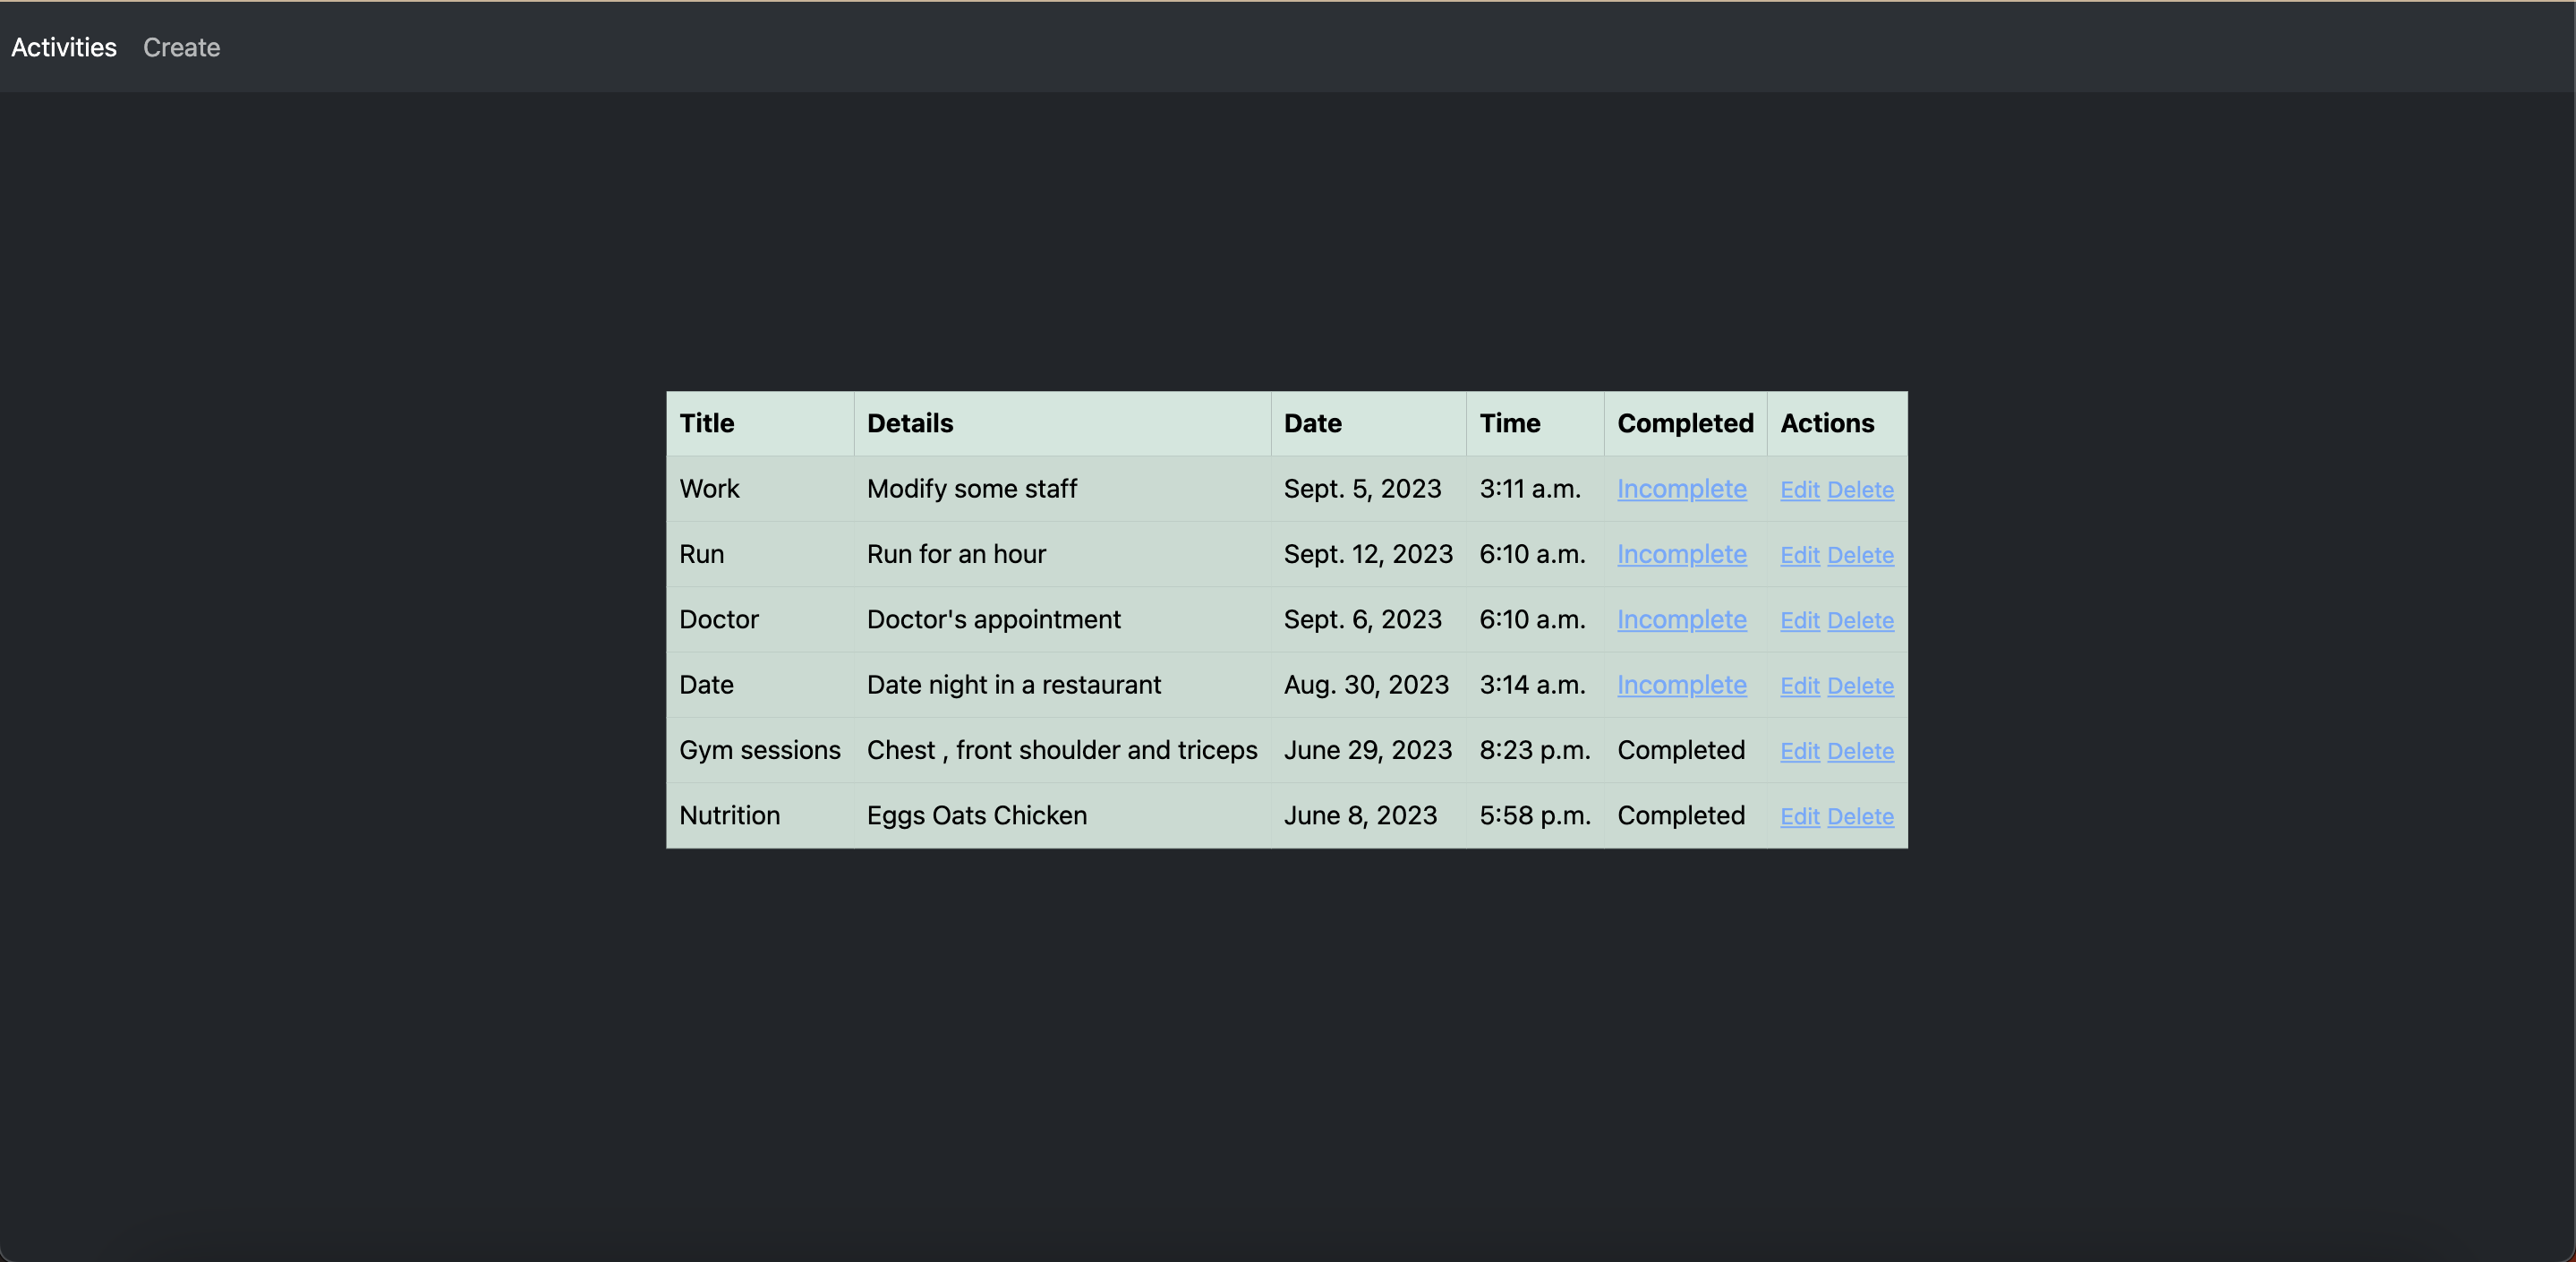 Activities Create
Title Details Date Time Completed Actions
Work Modify some staff Sept. 5, 2023 3:11 a.m. Incomplete Edit Delete
Run Run for an hour Sept. 12, 2023 6:10 a.m. Incomplete Edit Delete
Doctor Doctor's appointment Sept. 6, 2023 6:10 a.m. Incomplete Edit Delete
Date Date night in a restaurant Aug. 30, 2023 3:14 a.m. Incomplete Edit Delete
Gym sessions Chest , front shoulder and triceps June 29, 2023 8:23 p.m. Completed Edit Delete
Nutrition Eggs Oats Chicken June 8, 2023 5:58 p.m. Completed Edit Delete